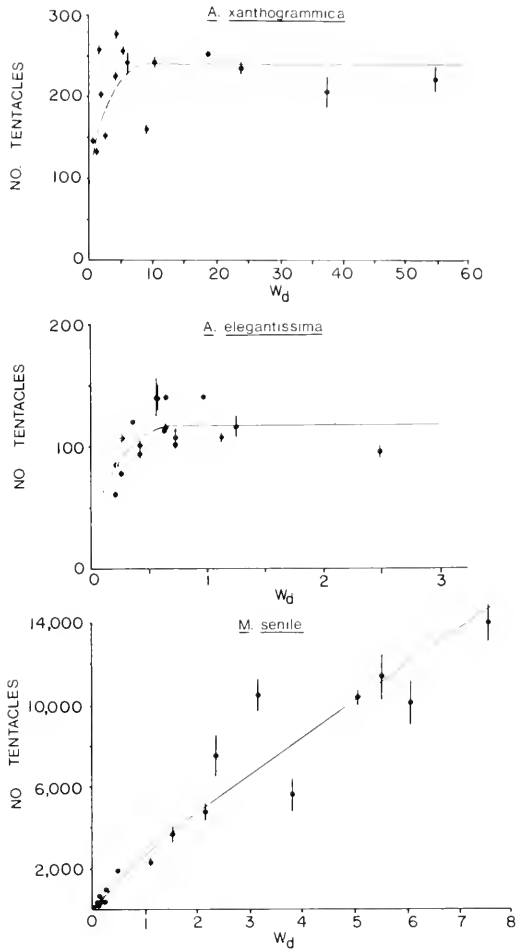 A. xanthogrammica
300
200
100
0
NO. TENTACLES
0 10 20 30 40 50 60
Wd
A. elegantissima
200
100
0
NO TENTACLES
0 1 2 3
Wd
M. senile
14,000
10,000
6,000
2,000
NO TENTACLES
0 1 2 3 4 5 6 7 8
Wd